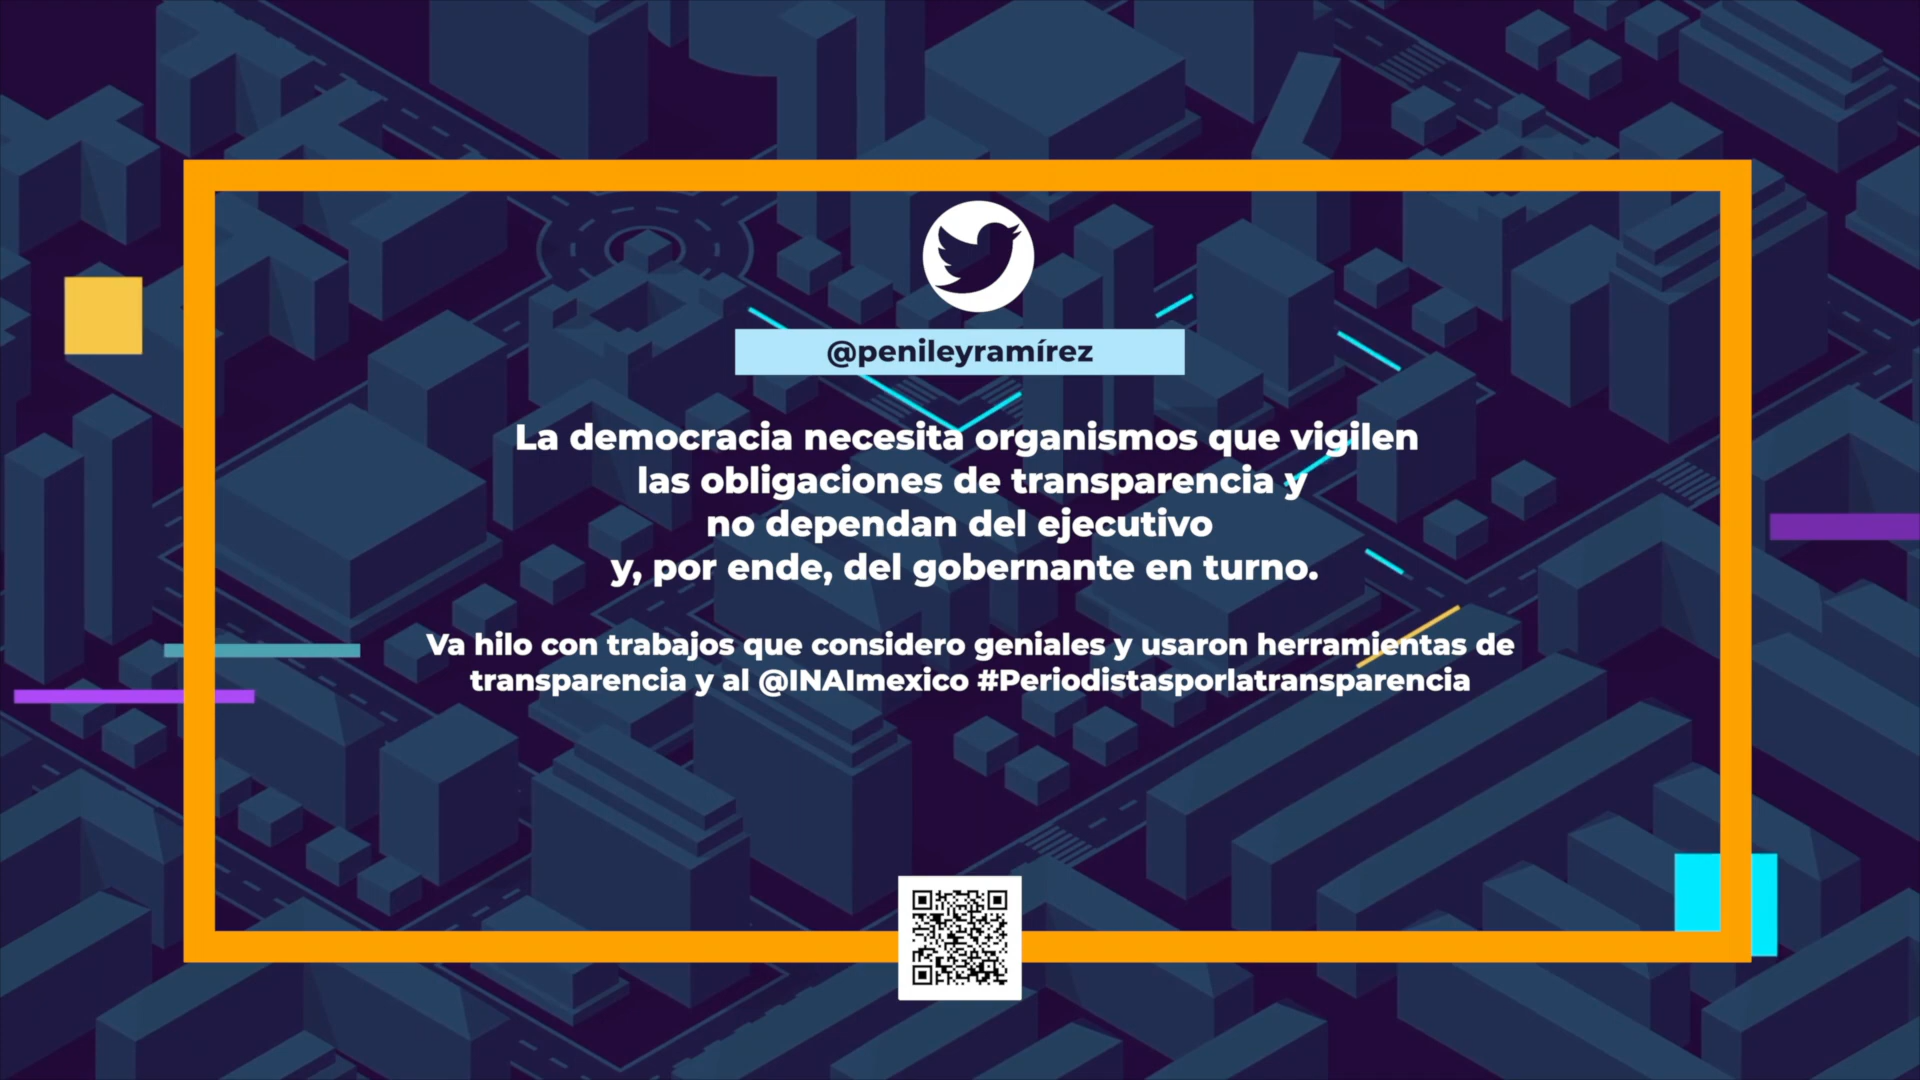 @penileyramírez
La democracia necesita organismos que vigilen
las obligaciones de transparencia y
no dependan del ejecutivo
y, por ende, del gobernante en turno.
Va hilo con trabajos que considero geniales y usaron herramientas de
transparencia y al @INAImexico #Periodistasporlatransparencia